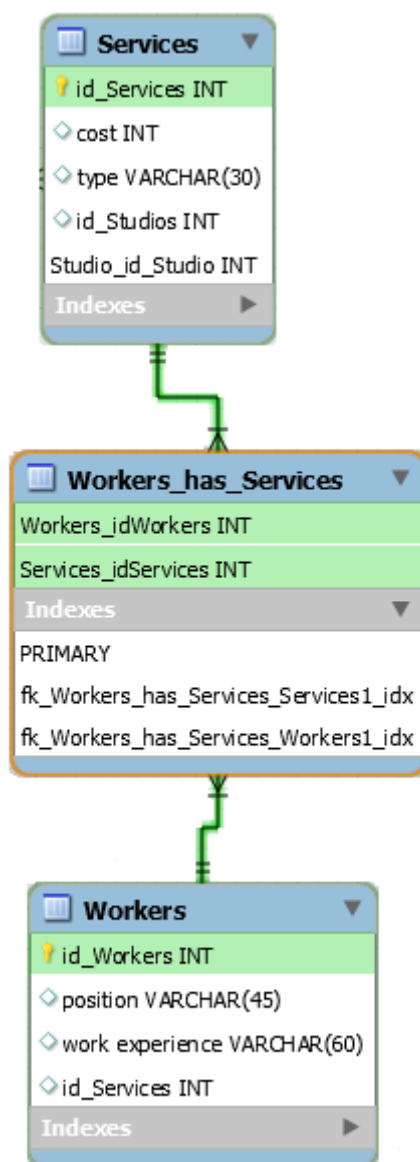 Services
id_Services INT
cost INT
type VARCHAR(30)
id_Studios INT
Studio_id_Studio INT
Indexes
Workers_has_Services
Workers_idWorkers INT
Services_idServices INT
Indexes
PRIMARY
fk_Workers_has_Services_Services1_idx
fk_Workers_has_Services_Workers1_idx
Workers
id_Workers INT
position VARCHAR(45)
work experience VARCHAR(60)
id_Services INT
Indexes